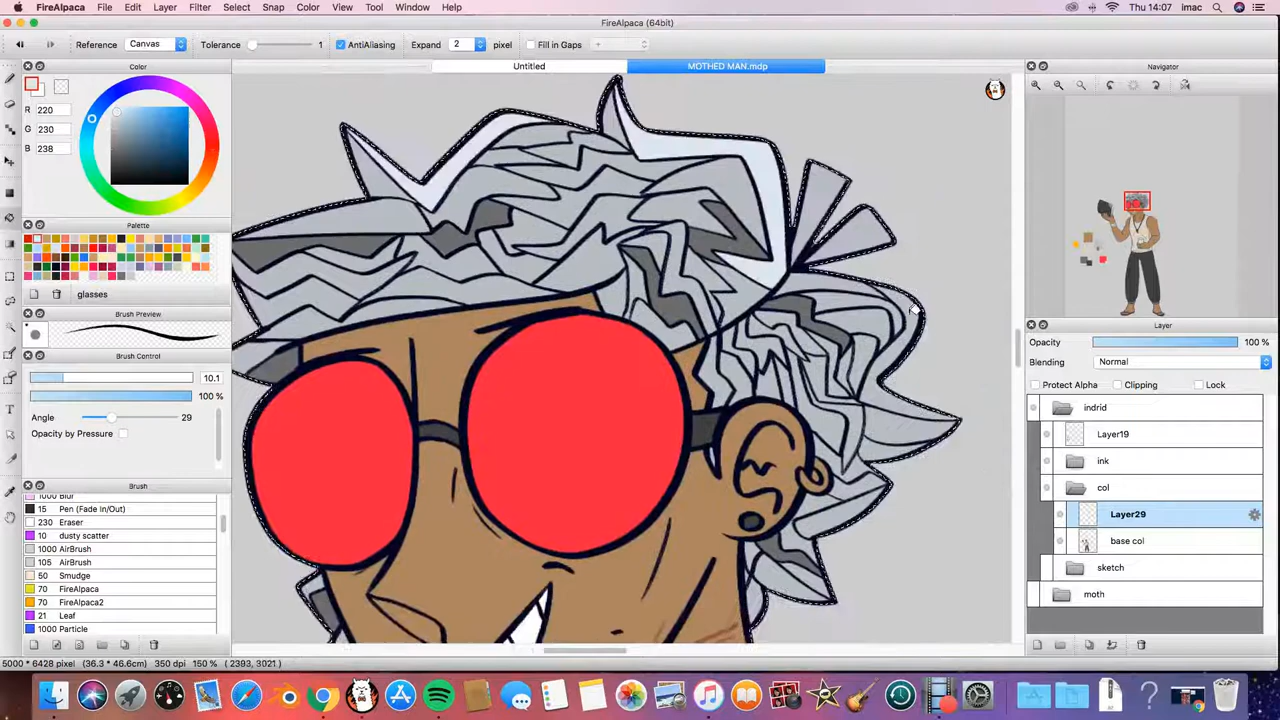 FireAlpaca File Edit Layer Filter Select Snap Color View Tool Window Help Thu 14:07 imac
FireAlpaca (64bit)
Reference Canvas Tolerance 1 AntiAliasing Expand 2 pixel Fill in Gaps
Color
Untitled
MOTHED MAN.mdp
Navigator
R 220
G 230
B 238
Palette
glasses
Brush Preview
Brush Control
10.1
100 %
Angle 29
Opacity by Pressure
Brush
1000 Blur
15 Pen (Fade In/Out)
230 Eraser
10 dusty scatter
1000 AirBrush
105 AirBrush
50 Smudge
70 FireAlpaca
70 FireAlpaca2
21 Leaf
1000 Particle
Layer
Opacity 100 %
Blending Normal
Protect Alpha Clipping Lock
indrid
Layer19
ink
col
Layer29
base col
sketch
moth
5000 * 6428 pixel (36.3 * 46.6cm) 350 dpi 150 % ( 2393, 3021 )